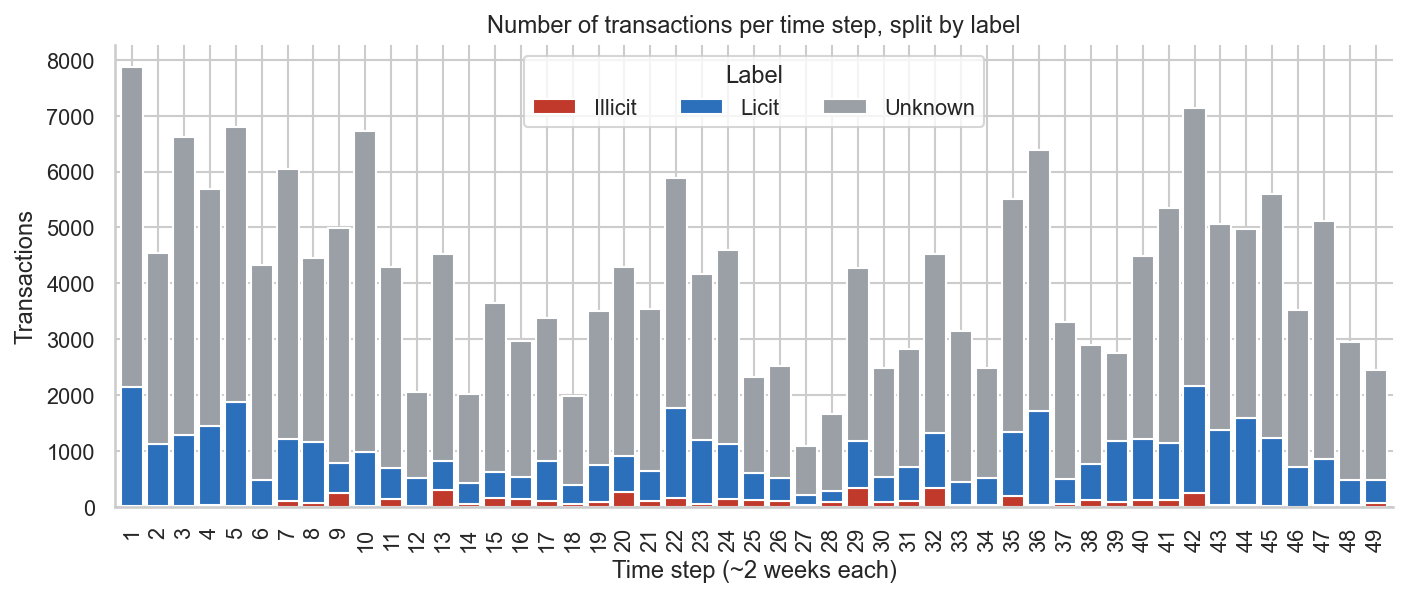 Number of transactions per time step, split by label
Label
Illicit Licit Unknown
Transactions
8000
7000
6000
5000
4000
3000
2000
1000
0
1 2 3 4 5 6 7 8 9 10 11 12 13 14 15 16 17 18 19 20 21 22 23 24 25 26 27 28 29 30 31 32 33 34 35 36 37 38 39 40 41 42 43 44 45 46 47 48 49
Time step (~2 weeks each)